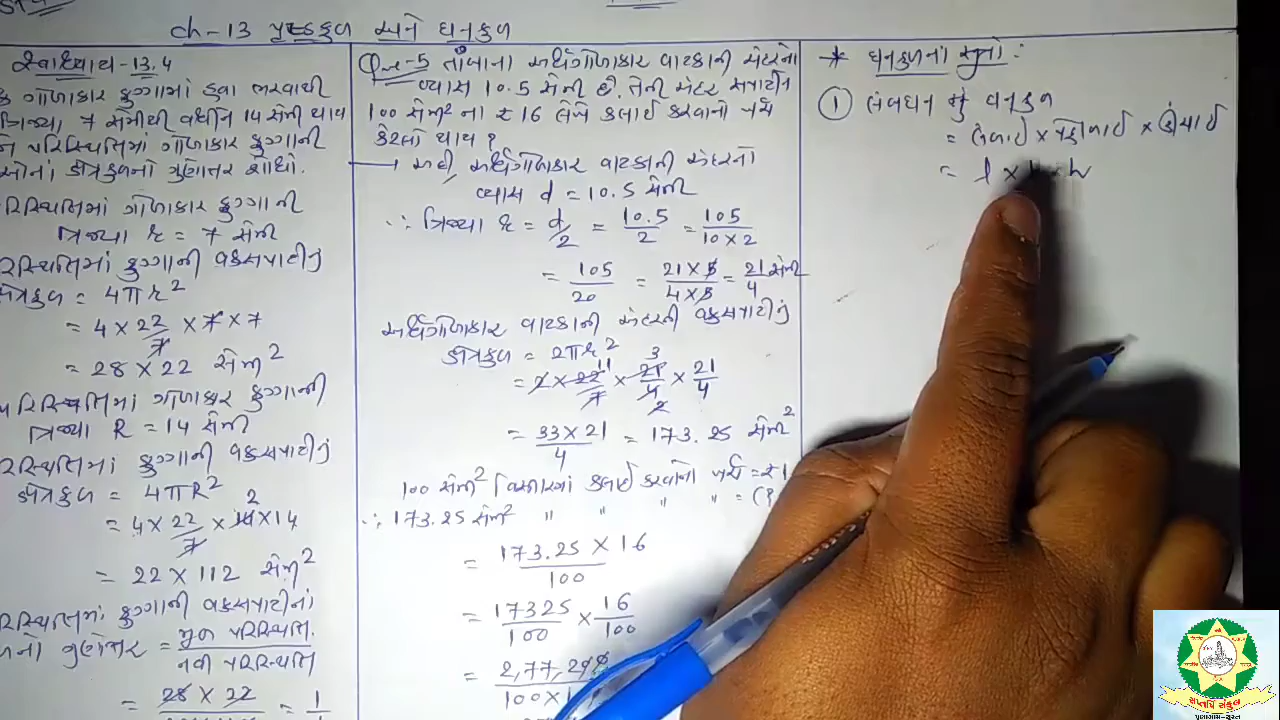 ch-13 પૃષ્ઠફળ અને ઘનફળ
સ્વાધ્યાય-13.4
ગોળાકાર ફુગ્ગામાં હવા ભરવાથી
ત્રિજ્યા 7 સેમીથી વધીને 14 સેમી થાય
પરિસ્થિતિમાં ગોળાકાર ફુગ્ગા
ક્ષેત્રફળનો ગુણોત્તર શોધો.
રિસ્થિતિમાં ગોળાકાર ફુગ્ગાની
ત્રિજ્યા r = 7 સેમી
રિસ્થિતિમાં ફુગ્ગાની વક્રસપાટીનું
ક્ષેત્રફળ = 4πr²
= 4 × 22/7 × 7 × 7
= 28 × 22 સેમી²
પરિસ્થિતિમાં ગોળાકાર ફુગ્ગાની
ત્રિજ્યા R = 14 સેમી
રિસ્થિતિમાં ફુગ્ગાની વક્રસપાટીનું
ક્ષેત્રફળ = 4πR²
= 4 × 22/7 × 14 × 14
2
= 22 × 112 સેમી²
રિસ્થિતિમાં ફુગ્ગાની વક્રસપાટીનાં
ગુણોત્તર = મૂળ પરિસ્થિતિ / નવી પરિસ્થિતિ
= 28 × 22
Que-5 તાંબાના અર્ધગોળાકાર વાટકાની અંદરનો
વ્યાસ 10.5 સેમી છે. તેની અંદર સપાટીને
100 સેમી² ના ₹ 16 લેખે કલાઈ કરવાનો ખર્ચ
કેટલો થાય ?
→ અહીં, અર્ધગોળાકાર વાટકાની અંદરનો
વ્યાસ d = 10.5 સેમી
∴ ત્રિજ્યા r = d/2 = 10.5/2 = 105/10×2
= 105/20 = 21×5/4×5 = 21/4 સેમી
અર્ધગોળાકાર વાટકાની અંદરની વક્રસપાટીનું
ક્ષેત્રફળ = 2πr²
= 2 × 22/7 × 21/4 × 21/4
11 3 2
= 33×21/4 = 173.25 સેમી²
100 સેમી² વિસ્તારમાં કલાઈ કરવાનો ખર્ચ = ₹ 1
∴ 173.25 સેમી² " " " " = (?
= 173.25 × 16/100
= 17325/100 × 16/100
= 2,77,200/100×1
* ઘનફળનાં સૂત્રો :
① લંબઘન નું ઘનફળ
= લંબાઈ × પહોળાઈ × ઊંચાઈ
= l × b × h